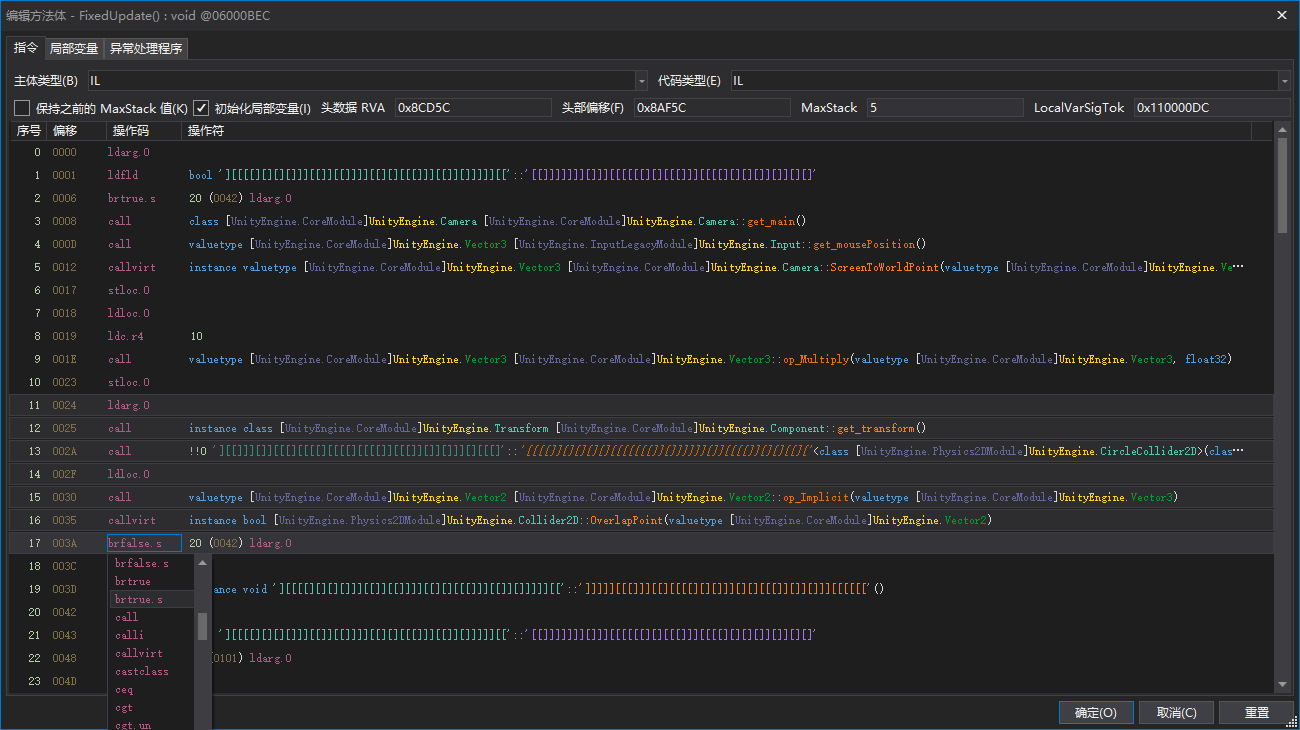 编辑方法体 - FixedUpdate() : void @06000BEC
指令 局部变量 异常处理程序
主体类型(B) IL 代码类型(E) IL
保持之前的 MaxStack 值(K) 初始化局部变量(I) 头数据 RVA 0x8CD5C 头部偏移(F) 0x8AF5C MaxStack 5 LocalVarSigTok 0x110000DC
序号 偏移 操作码 操作符
0 0000 ldarg.0
1 0001 ldfld bool
2 0006 brtrue.s 20 (0042) ldarg.0
3 0008 call class [UnityEngine.CoreModule]UnityEngine.Camera [UnityEngine.CoreModule]UnityEngine.Camera::get_main()
4 000D call valuetype [UnityEngine.CoreModule]UnityEngine.Vector3 [UnityEngine.InputLegacyModule]UnityEngine.Input::get_mousePosition()
5 0012 callvirt instance valuetype [UnityEngine.CoreModule]UnityEngine.Vector3 [UnityEngine.CoreModule]UnityEngine.Camera::ScreenToWorldPoint(valuetype [UnityEngine.CoreModule]UnityEngine.Ve…
6 0017 stloc.0
7 0018 ldloc.0
8 0019 ldc.r4 10
9 001E call valuetype [UnityEngine.CoreModule]UnityEngine.Vector3 [UnityEngine.CoreModule]UnityEngine.Vector3::op_Multiply(valuetype [UnityEngine.CoreModule]UnityEngine.Vector3, float32)
10 0023 stloc.0
11 0024 ldarg.0
12 0025 call instance class [UnityEngine.CoreModule]UnityEngine.Transform [UnityEngine.CoreModule]UnityEngine.Component::get_transform()
13 002A call !!0 <class [UnityEngine.Physics2DModule]UnityEngine.CircleCollider2D>(clas…
14 002F ldloc.0
15 0030 call valuetype [UnityEngine.CoreModule]UnityEngine.Vector2 [UnityEngine.CoreModule]UnityEngine.Vector2::op_Implicit(valuetype [UnityEngine.CoreModule]UnityEngine.Vector3)
16 0035 callvirt instance bool [UnityEngine.Physics2DModule]UnityEngine.Collider2D::OverlapPoint(valuetype [UnityEngine.CoreModule]UnityEngine.Vector2)
17 003A brfalse.s 20 (0042) ldarg.0
18 003C brfalse.s
brtrue
19 003D ance void ()
brtrue.s
20 0042 call
21 0043 calli
22 0048 callvirt 0101) ldarg.0
castclass
23 004D ceq
cgt
cgt.un
确定(O) 取消(C) 重置